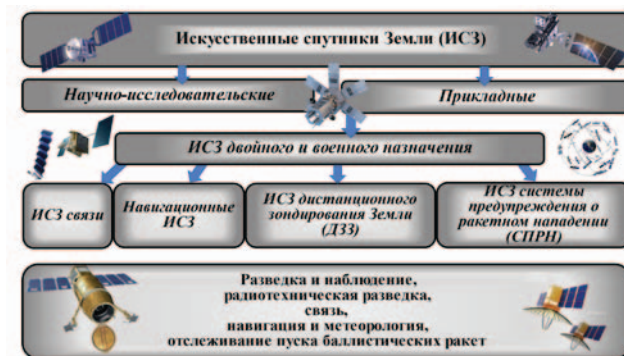 Искусственные спутники Земли (ИСЗ)
Научно-исследовательские
Прикладные
ИСЗ двойного и военного назначения
ИСЗ связи
Навигационные
ИСЗ
ИСЗ дистанционного
зондирования Земли
(ДЗЗ)
ИСЗ системы
предупреждения о
ракетном нападении
(СПРН)
Разведка и наблюдение,
радиотехническая разведка,
связь,
навигация и метеорология,
отслеживание пуска баллистических ракет